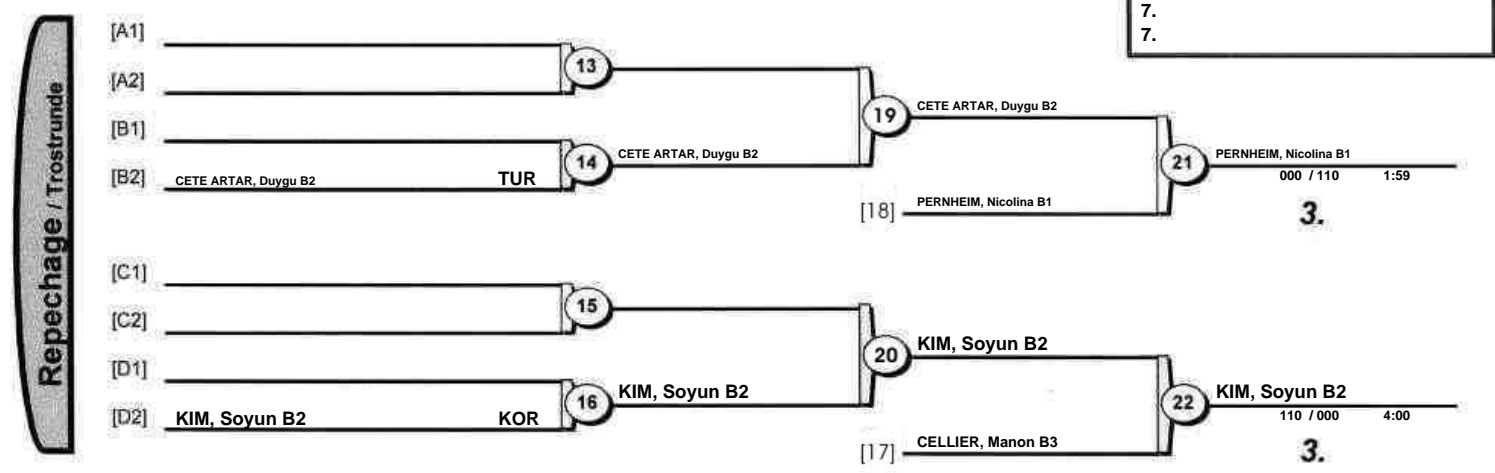 7.
7.
Repechage / Trostrunde
[A1]
[A2]
13
[B1]
[B2] CETE ARTAR, Duygu B2 TUR
14 CETE ARTAR, Duygu B2
19 CETE ARTAR, Duygu B2
[18] PERNHEIM, Nicolina B1
21 PERNHEIM, Nicolina B1
000 / 110 1:59
3.
[C1]
[C2]
15
[D1]
[D2] KIM, Soyun B2 KOR
16 KIM, Soyun B2
20 KIM, Soyun B2
[17] CELLIER, Manon B3
22 KIM, Soyun B2
110 / 000 4:00
3.